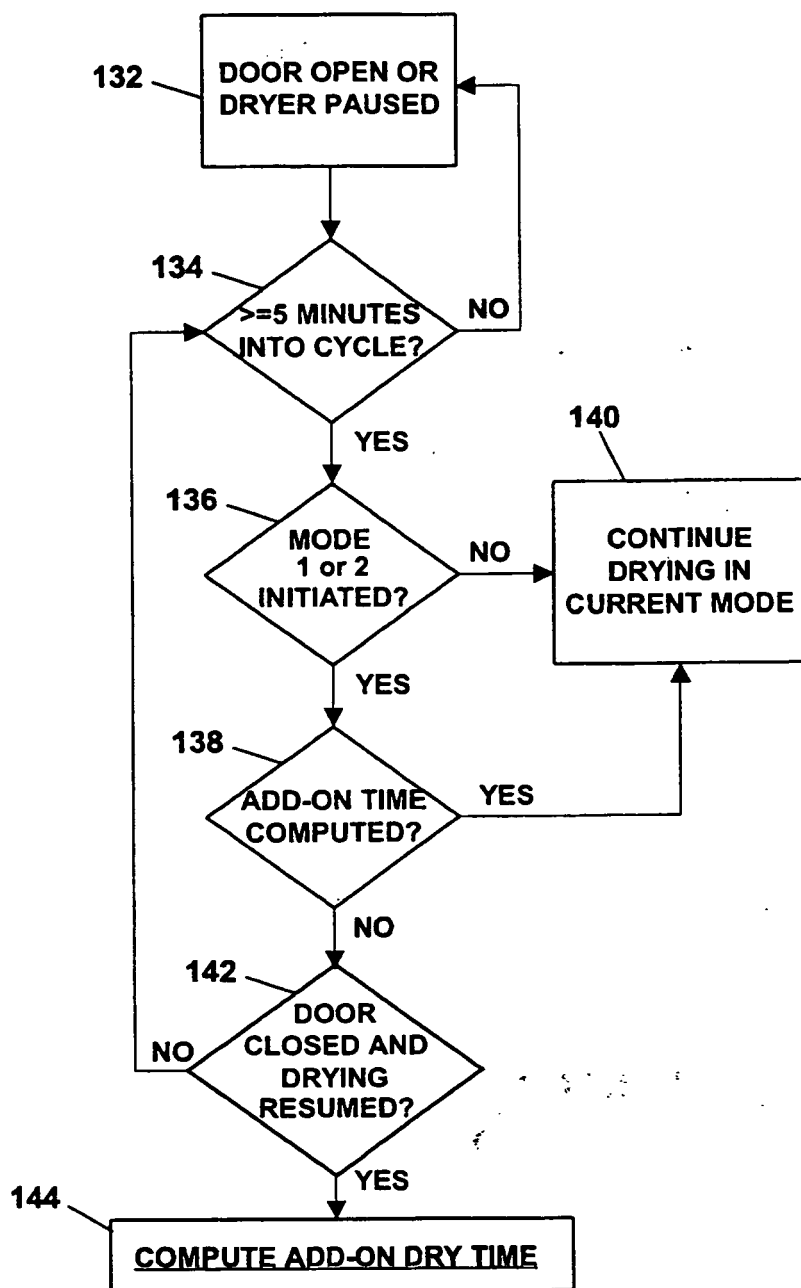 132
DOOR OPEN OR
DRYER PAUSED
134
>=5 MINUTES
INTO CYCLE?
NO
YES
136
MODE
1 or 2
INITIATED?
NO
140
CONTINUE
DRYING IN
CURRENT MODE
YES
138
ADD-ON TIME
COMPUTED?
YES
NO
142
DOOR
CLOSED AND
DRYING
RESUMED?
NO
YES
144
COMPUTE ADD-ON DRY TIME